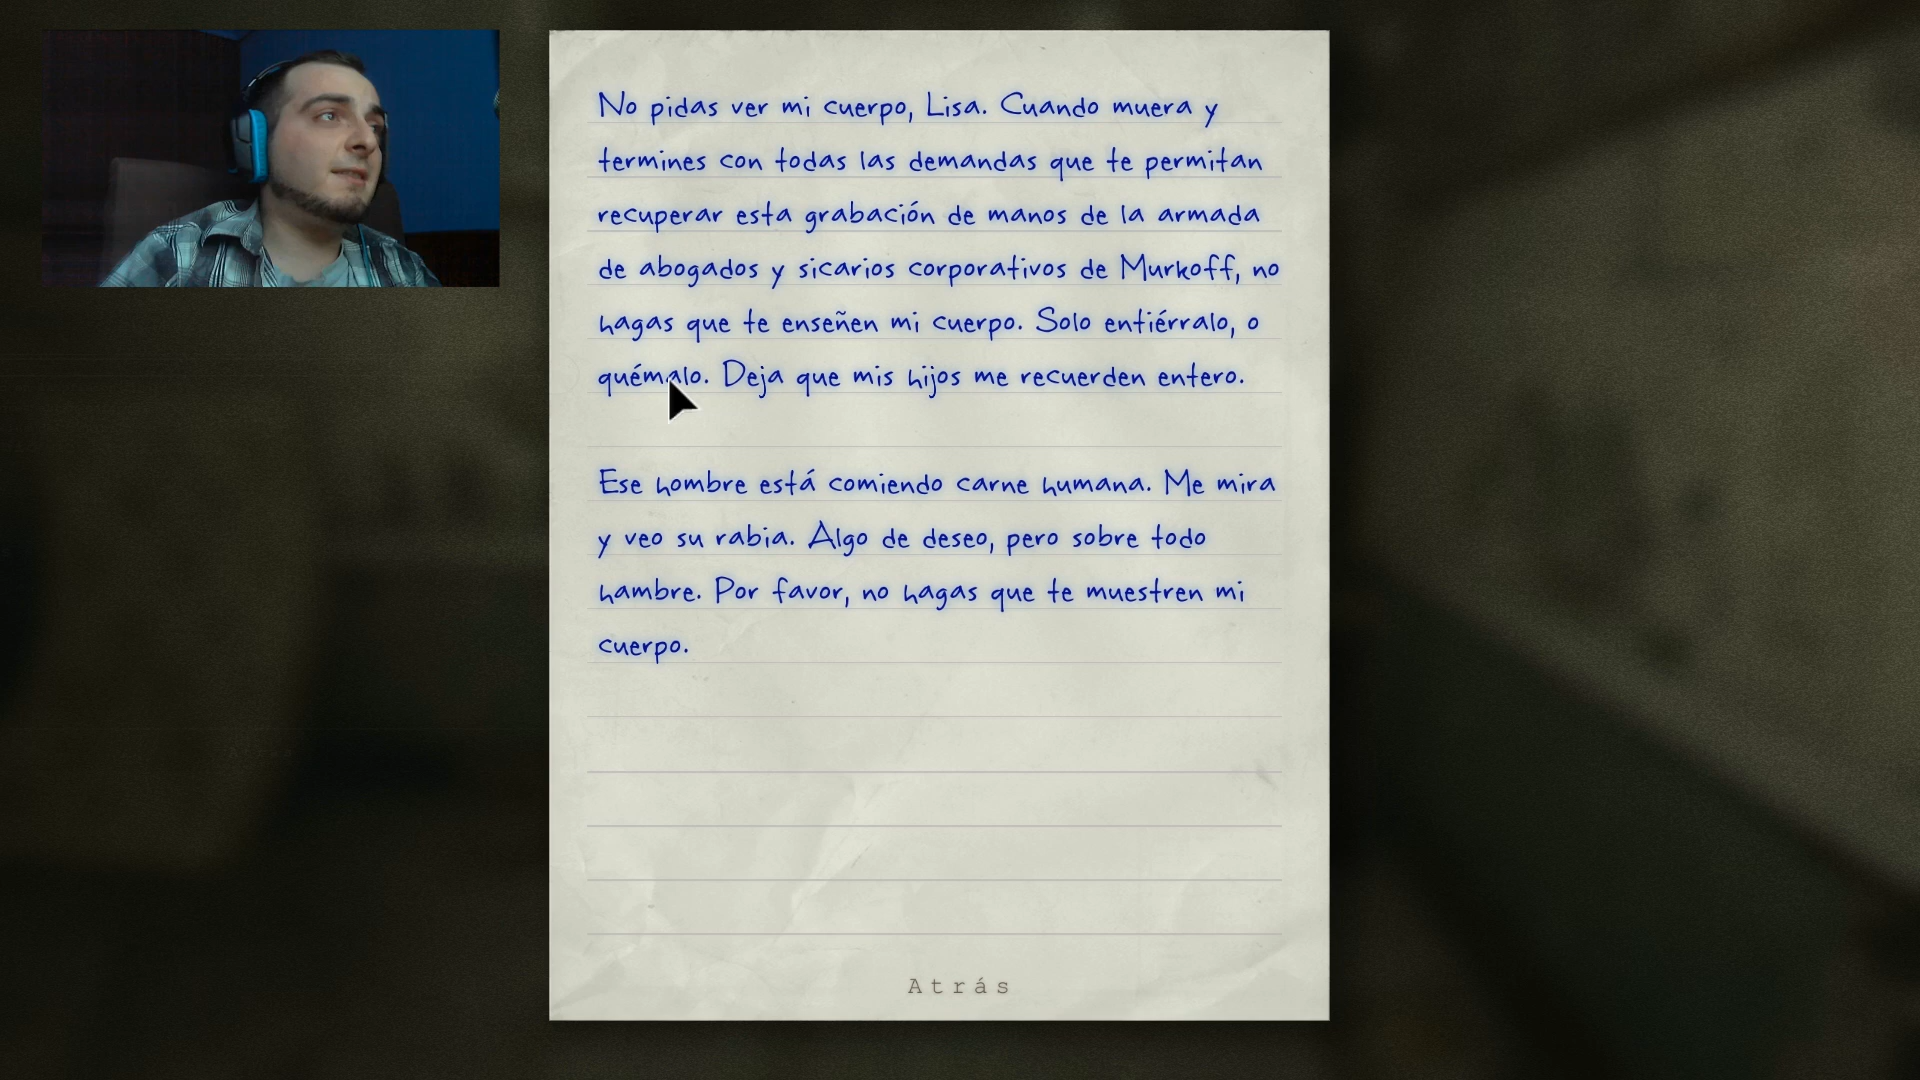 No pidas ver mi cuerpo, Lisa. Cuando muera y
termines con todas las demandas que te permitan
recuperar esta grabación de manos de la armada
de abogados y sicarios corporativos de Murkoff, no
hagas que te enseñen mi cuerpo. Solo entiérralo, o
quémalo. Deja que mis hijos me recuerden entero.
Ese hombre está comiendo carne humana. Me mira
y veo su rabia. Algo de deseo, pero sobre todo
hambre. Por favor, no hagas que te muestren mi
cuerpo.
Atrás